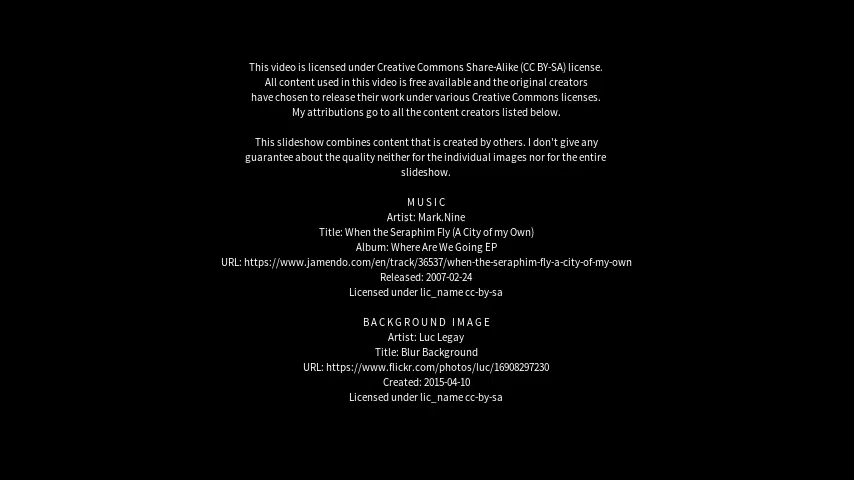 This video is licensed under Creative Commons Share-Alike (CC BY-SA) license.
All content used in this video is free available and the original creators
have chosen to release their work under various Creative Commons licenses.
My attributions go to all the content creators listed below.
This slideshow combines content that is created by others. I don't give any
guarantee about the quality neither for the individual images nor for the entire
slideshow.
M U S I C
Artist: Mark.Nine
Title: When the Seraphim Fly (A City of my Own)
Album: Where Are We Going EP
URL: https://www.jamendo.com/en/track/36537/when-the-seraphim-fly-a-city-of-my-own
Released: 2007-02-24
Licensed under lic_name cc-by-sa
B A C K G R O U N D   I M A G E
Artist: Luc Legay
Title: Blur Background
URL: https://www.flickr.com/photos/luc/16908297230
Created: 2015-04-10
Licensed under lic_name cc-by-sa